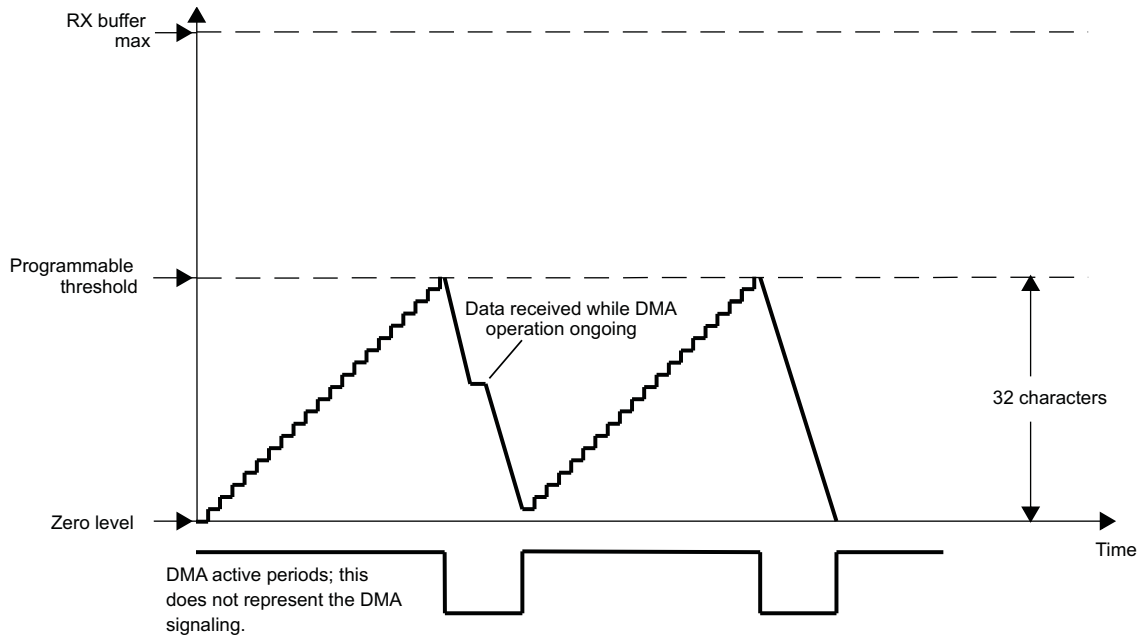 RX buffer
max
Programmable
threshold
Data received while DMA
operation ongoing
32 characters
Zero level
Time
DMA active periods; this
does not represent the DMA
signaling.